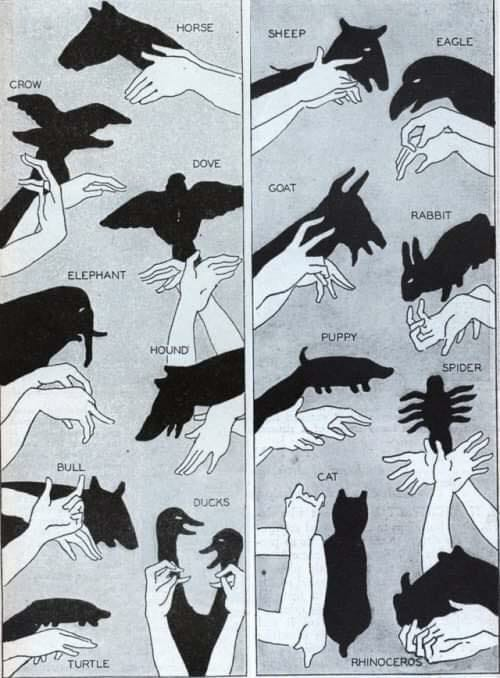 HORSE
CROW
DOVE
ELEPHANT
HOUND
BULL
DUCKS
TURTLE
SHEEP
EAGLE
GOAT
RABBIT
PUPPY
SPIDER
CAT
RHINOCEROS